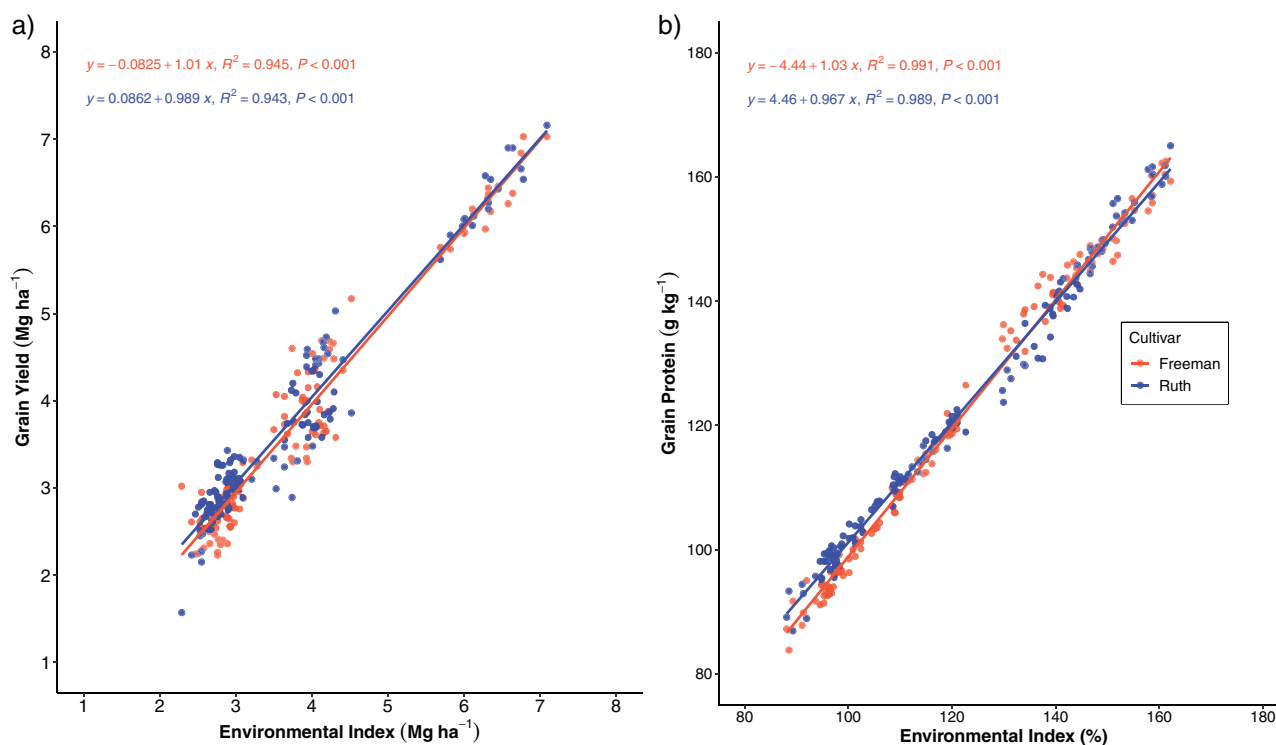 a)
y = −0.0825 + 1.01 x, R² = 0.945, P < 0.001
y = 0.0862 + 0.989 x, R² = 0.943, P < 0.001
Grain Yield (Mg ha⁻¹)
8
7
6
5
4
3
2
1
1 2 3 4 5 6 7 8
Environmental Index (Mg ha⁻¹)
b)
y = −4.44 + 1.03 x, R² = 0.991, P < 0.001
y = 4.46 + 0.967 x, R² = 0.989, P < 0.001
Grain Protein (g kg⁻¹)
180
160
140
120
100
80
Cultivar
Freeman
Ruth
80 100 120 140 160 180
Environmental Index (%)